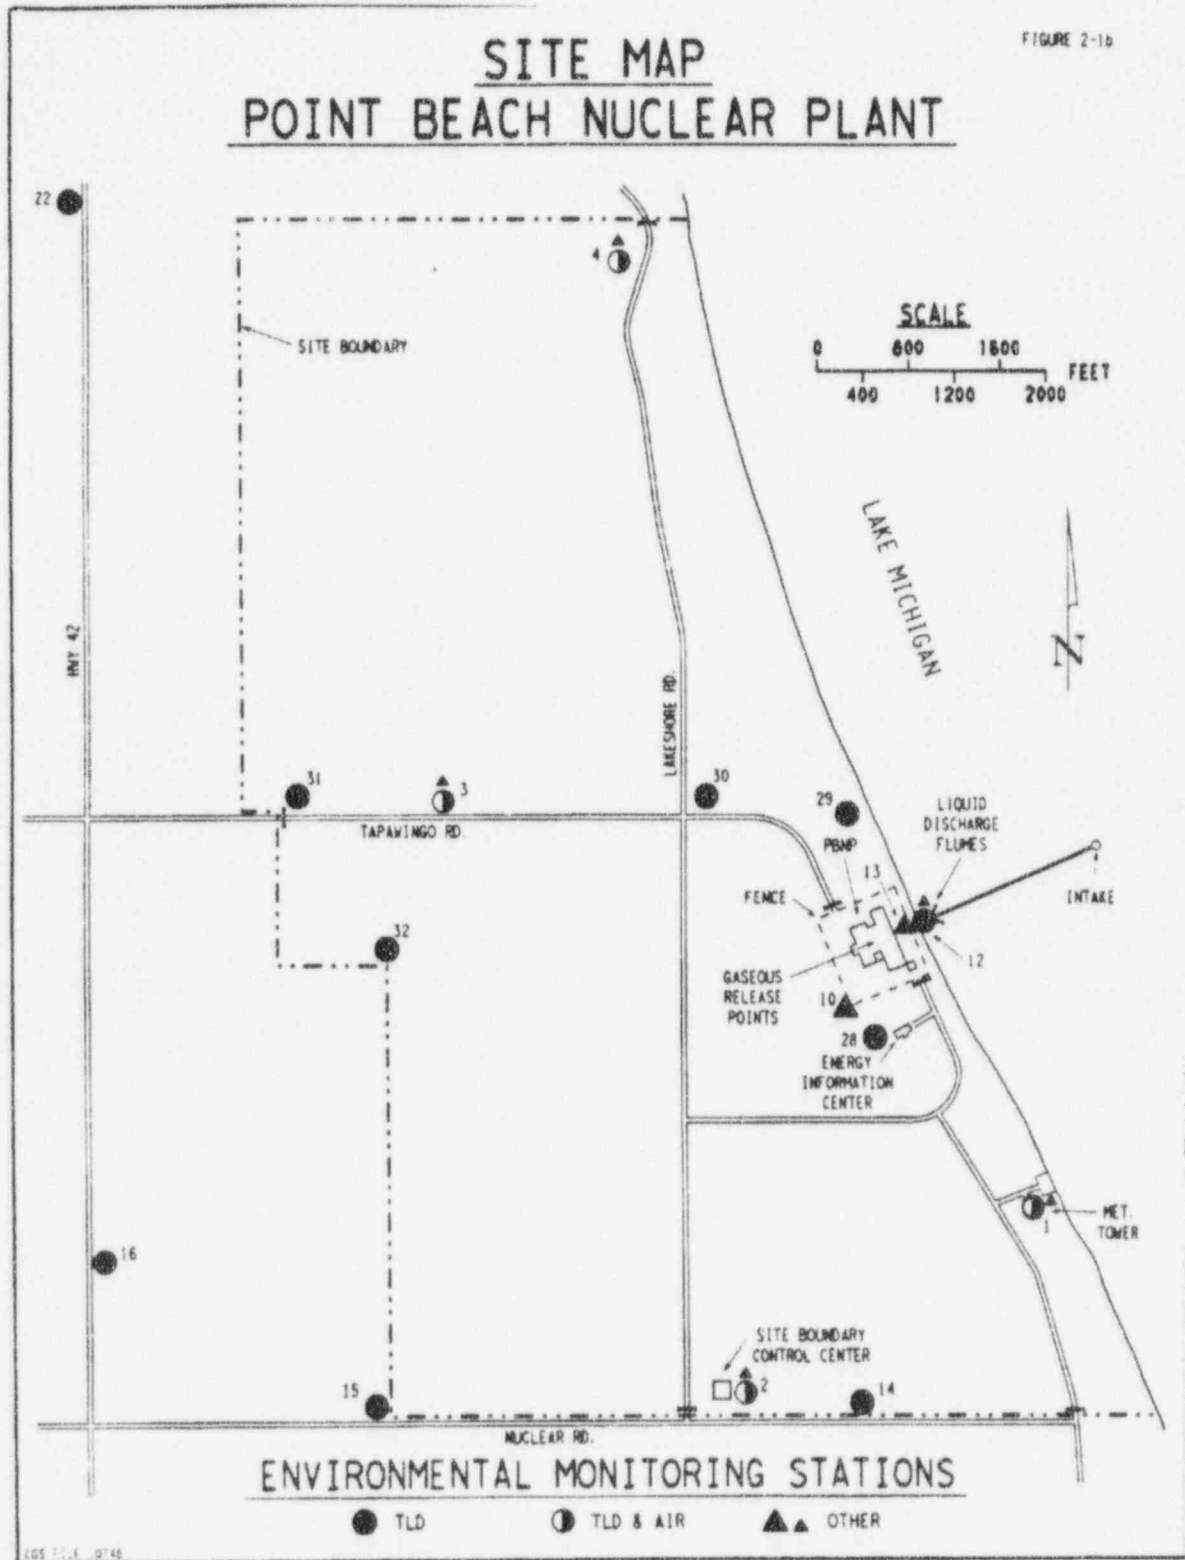 FIGURE 2-1b
SITE MAP
POINT BEACH NUCLEAR PLANT
22
4
SITE BOUNDARY
SCALE
0 800 1600
FEET
400 1200 2000
LAKE MICHIGAN
N
HWY 42
LAKESHORE RD.
31
3
30
29
TAPAWINGO RD.
LIQUID
DISCHARGE
FLUMES
PBNP
13
FENCE
INTAKE
32
12
GASEOUS
RELEASE
POINTS
10
28
ENERGY
INFORMATION
CENTER
1
MET.
TOWER
16
SITE BOUNDARY
CONTROL CENTER
2
14
15
NUCLEAR RD.
ENVIRONMENTAL MONITORING STATIONS
TLD
TLD & AIR
OTHER